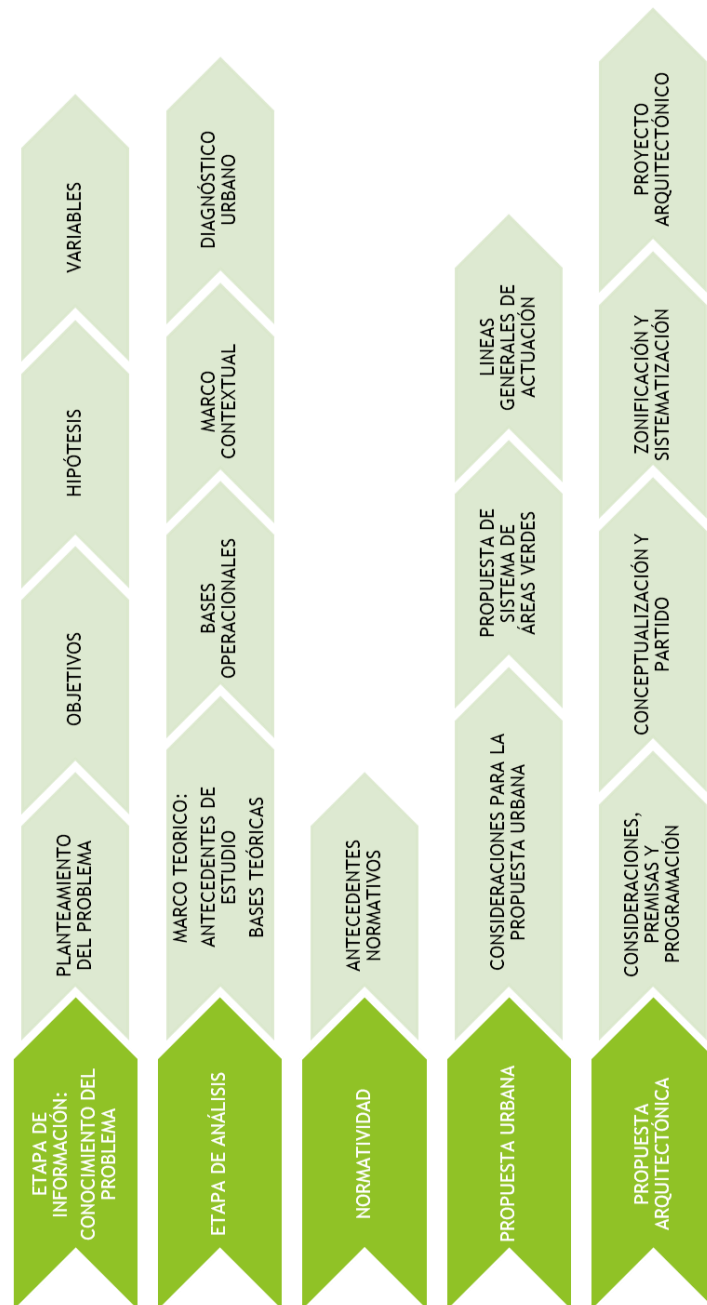 ETAPA DE
INFORMACIÓN:
CONOCIMIENTO DEL
PROBLEMA
PLANTEAMIENTO
DEL PROBLEMA
OBJETIVOS
HIPÓTESIS
VARIABLES
ETAPA DE ANÁLISIS
MARCO TEORICO:
ANTECEDENTES DE
ESTUDIO
BASES TEÓRICAS
BASES
OPERACIONALES
MARCO
CONTEXTUAL
DIAGNÓSTICO
URBANO
NORMATIVIDAD
ANTECEDENTES
NORMATIVOS
PROPUESTA URBANA
CONSIDERACIONES PARA LA
PROPUESTA URBANA
PROPUESTA DE
SISTEMA DE
ÁREAS VERDES
LINEAS
GENERALES DE
ACTUACIÓN
PROPUESTA
ARQUITECTÓNICA
CONSIDERACIONES,
PREMISAS Y
PROGRAMACIÓN
CONCEPTUALIZACIÓN Y
PARTIDO
ZONIFICACIÓN Y
SISTEMATIZACIÓN
PROYECTO
ARQUITECTÓNICO